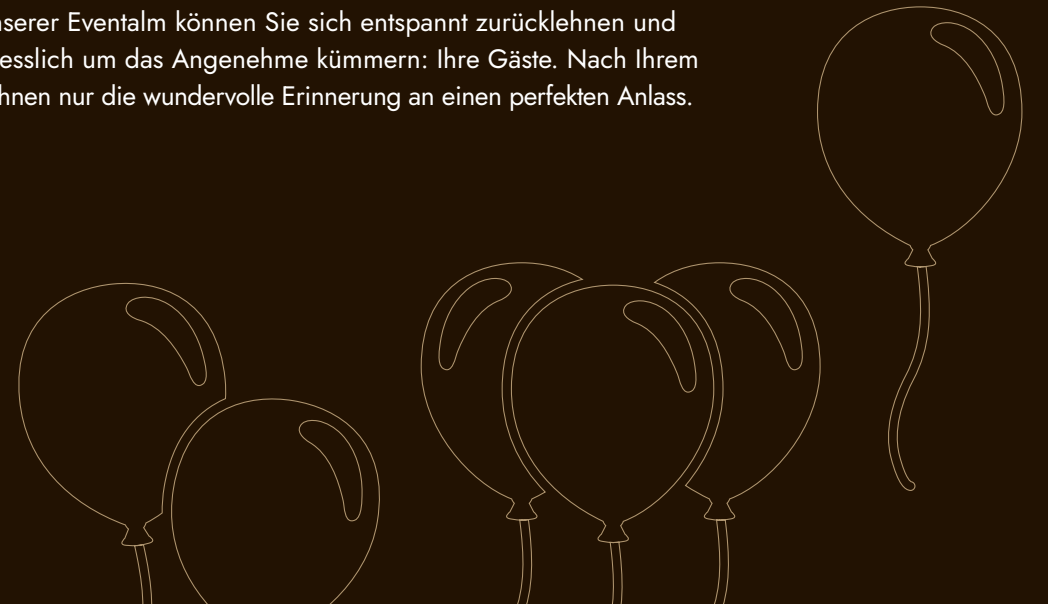 nserer Eventalm können Sie sich entspannt zurücklehnen und
esslich um das Angenehme kümmern: Ihre Gäste. Nach Ihrem
hnen nur die wundervolle Erinnerung an einen perfekten Anlass.